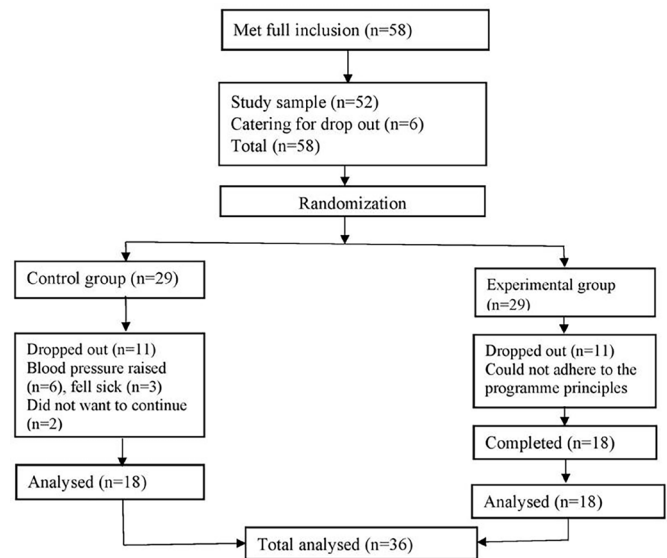 Met full inclusion (n=58)
Study sample (n=52)
Catering for drop out (n=6)
Total (n=58)
Randomization
Control group (n=29)
Dropped out (n=11)
Blood pressure raised
(n=6), fell sick (n=3)
Did not want to continue
(n=2)
Analysed (n=18)
Experimental group
(n=29)
Dropped out (n=11)
Could not adhere to the
programme principles
Completed (n=18)
Analysed (n=18)
Total analysed (n=36)